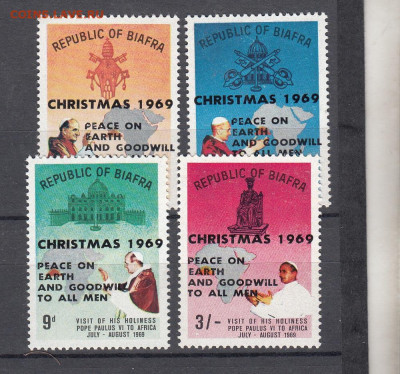 REPUBLIC OF BIAFRA
CHRISTMAS 1969
PEACE ON
EARTH
AND GOODWILL
REPUBLIC OF BIAFRA
CHRISTMAS 1969
PEACE ON
EARTH
AND GOODWILL
TO ALL MEN
REPUBLIC OF BIAFRA
CHRISTMAS 1969
PEACE ON
EARTH
AND GOODWILL
TO ALL MEN
9d
VISIT OF HIS HOLINESS
POPE PAULUS VI TO AFRICA
JULY - AUGUST 1969
REPUBLIC OF BIAFRA
CHRISTMAS 1969
PEACE ON
EARTH
AND GOODWILL
TO ALL MEN
3/-
VISIT OF HIS HOLINESS
POPE PAULUS VI TO AFRICA
JULY - AUGUST 1969